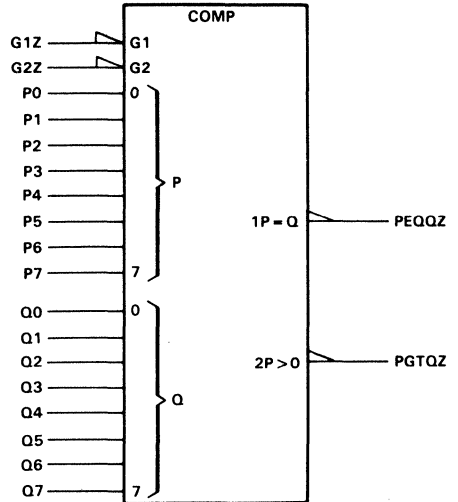 COMP
G1Z G1
G2Z G2
P0 0
P1
P2
P3 P
P4
P5 1P = Q PEQQZ
P6
P7 7
Q0 0
Q1
Q2 2P > 0 PGTQZ
Q3
Q4 Q
Q5
Q6
Q7 7